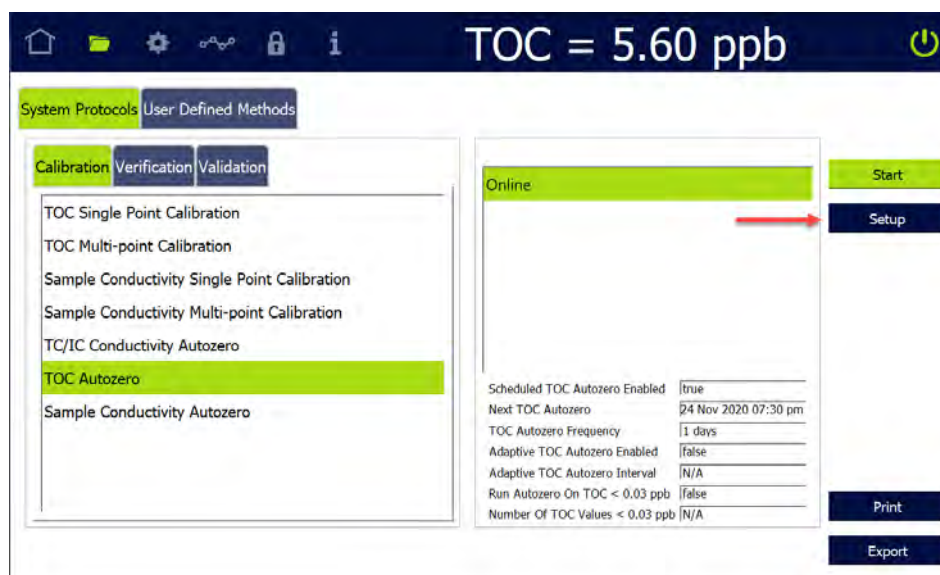 TOC = 5.60 ppb
System Protocols User Defined Methods
Calibration Verification Validation
TOC Single Point Calibration
TOC Multi-point Calibration
Sample Conductivity Single Point Calibration
Sample Conductivity Multi-point Calibration
TC/IC Conductivity Autozero
TOC Autozero
Sample Conductivity Autozero
Online
Scheduled TOC Autozero Enabled true
Next TOC Autozero 24 Nov 2020 07:30 pm
TOC Autozero Frequency 1 days
Adaptive TOC Autozero Enabled false
Adaptive TOC Autozero Interval N/A
Run Autozero On TOC < 0.03 ppb false
Number Of TOC Values < 0.03 ppb N/A
Start
Setup
Print
Export